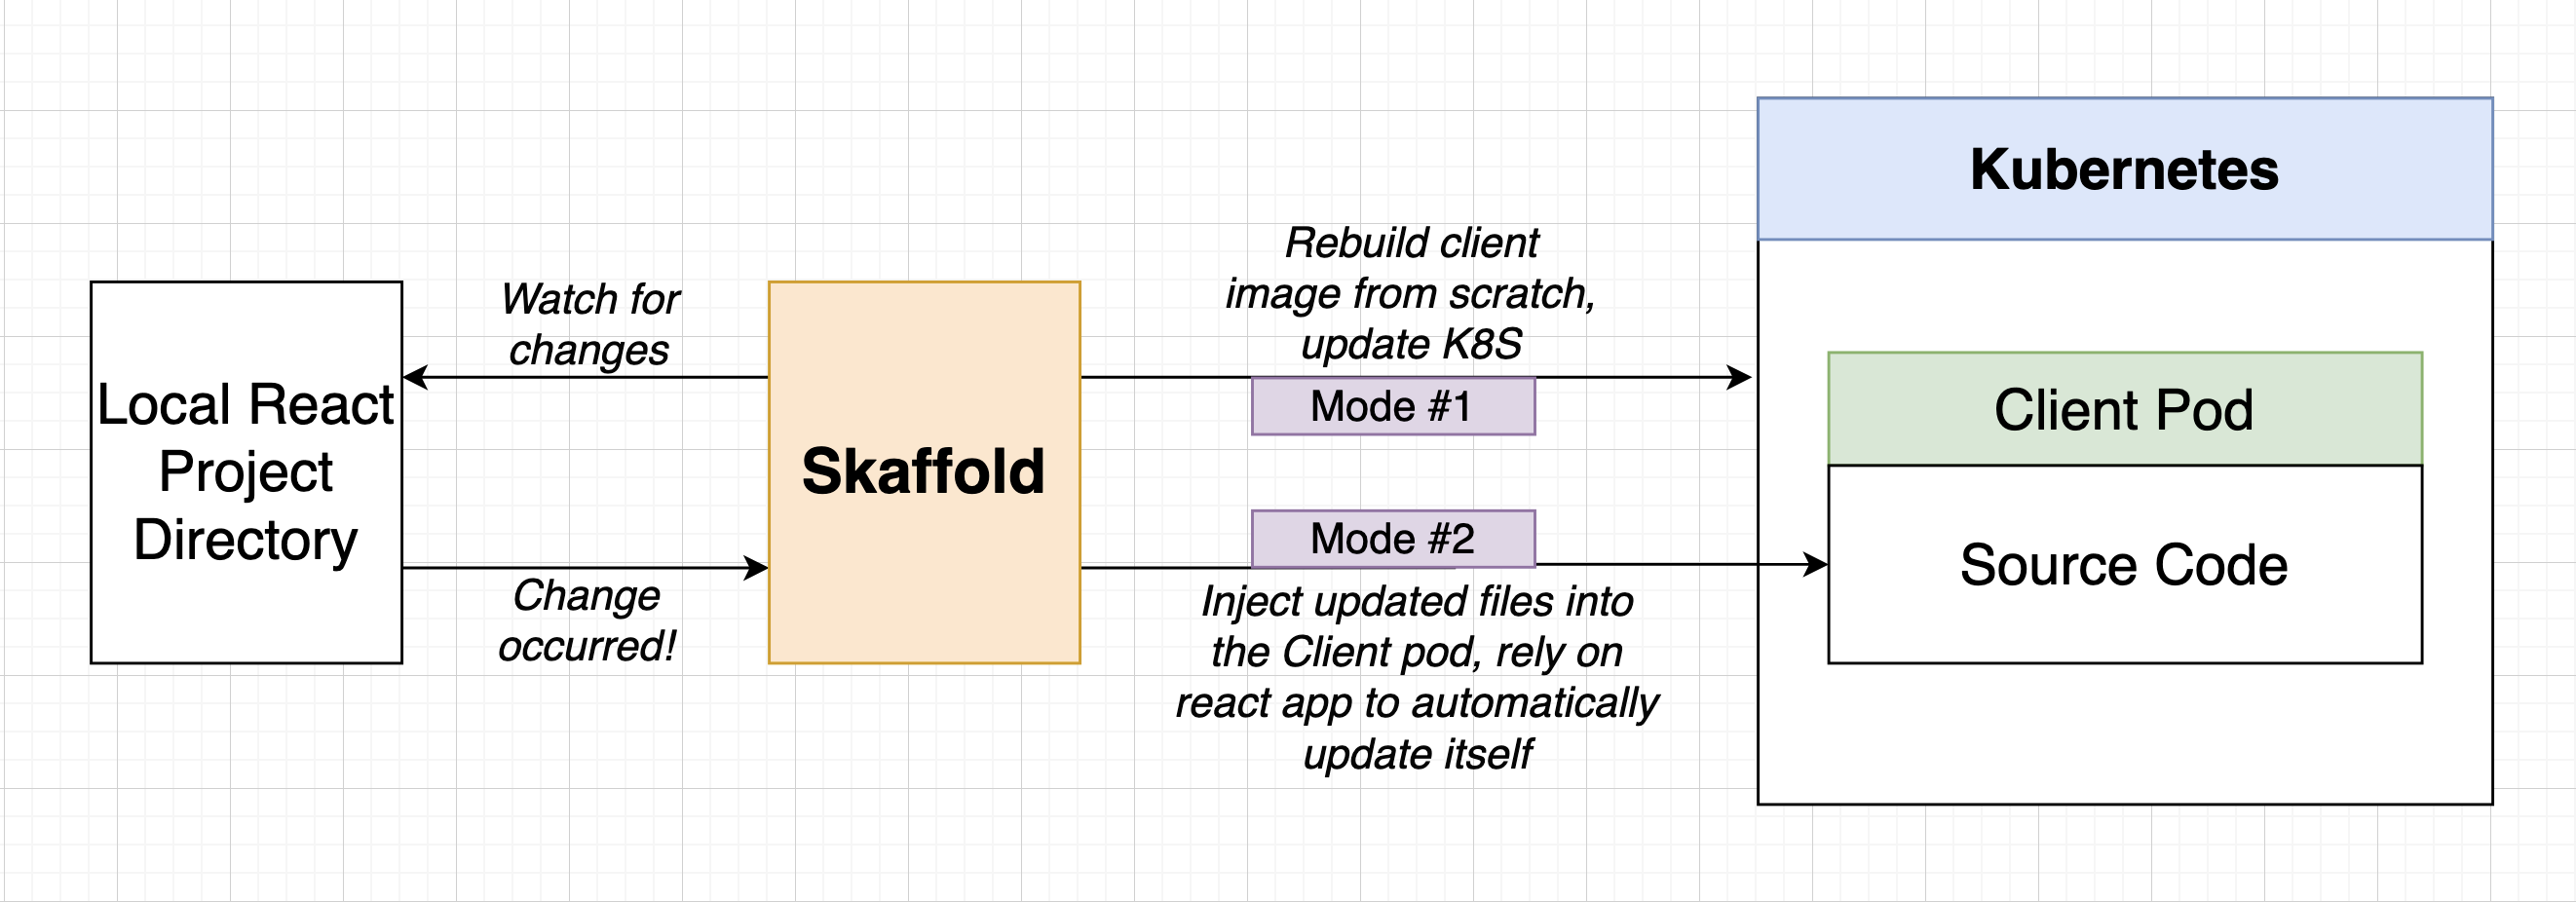 Kubernetes
Rebuild client
image from scratch,
update K8S
Mode #1
Watch for
changes
Local React
Project
Directory
Skaffold
Client Pod
Source Code
Mode #2
Change
occurred!
Inject updated files into
the Client pod, rely on
react app to automatically
update itself